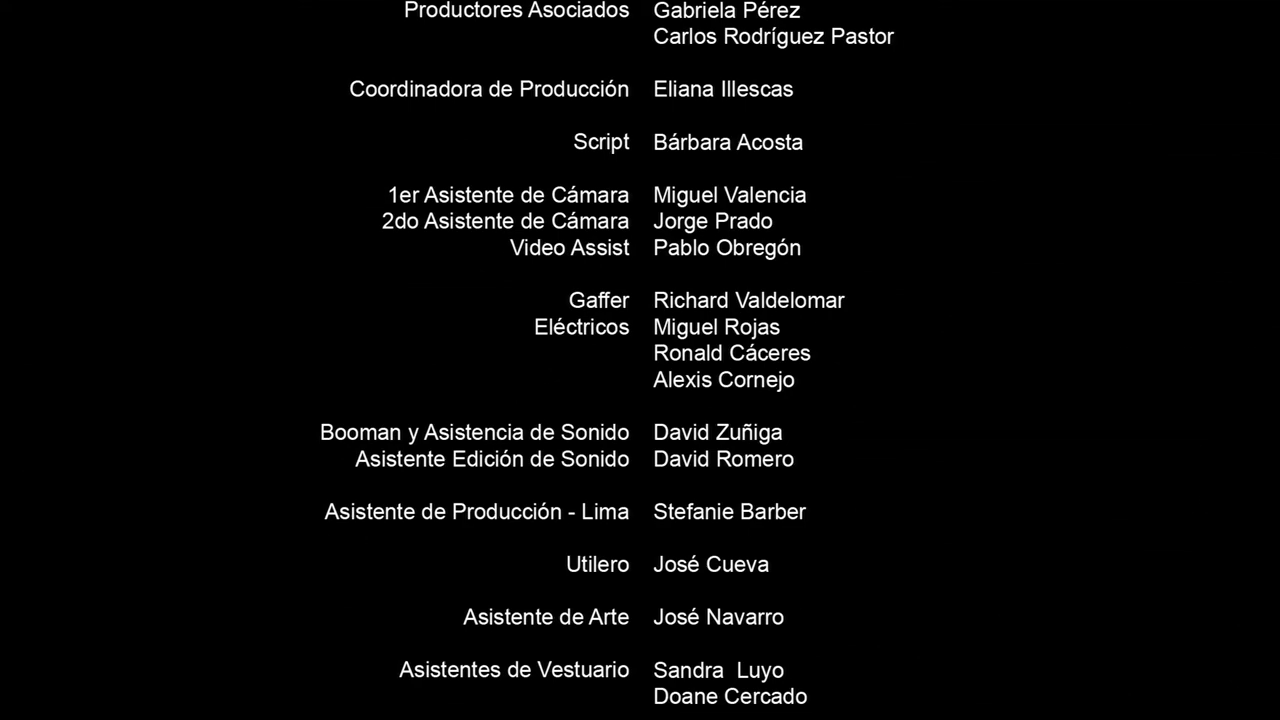 Productores Asociados Gabriela Pérez
Carlos Rodríguez Pastor
Coordinadora de Producción Eliana Illescas
Script Bárbara Acosta
1er Asistente de Cámara Miguel Valencia
2do Asistente de Cámara Jorge Prado
Video Assist Pablo Obregón
Gaffer Richard Valdelomar
Eléctricos Miguel Rojas
Ronald Cáceres
Alexis Cornejo
Booman y Asistencia de Sonido David Zuñiga
Asistente Edición de Sonido David Romero
Asistente de Producción - Lima Stefanie Barber
Utilero José Cueva
Asistente de Arte José Navarro
Asistentes de Vestuario Sandra  Luyo
Doane Cercado